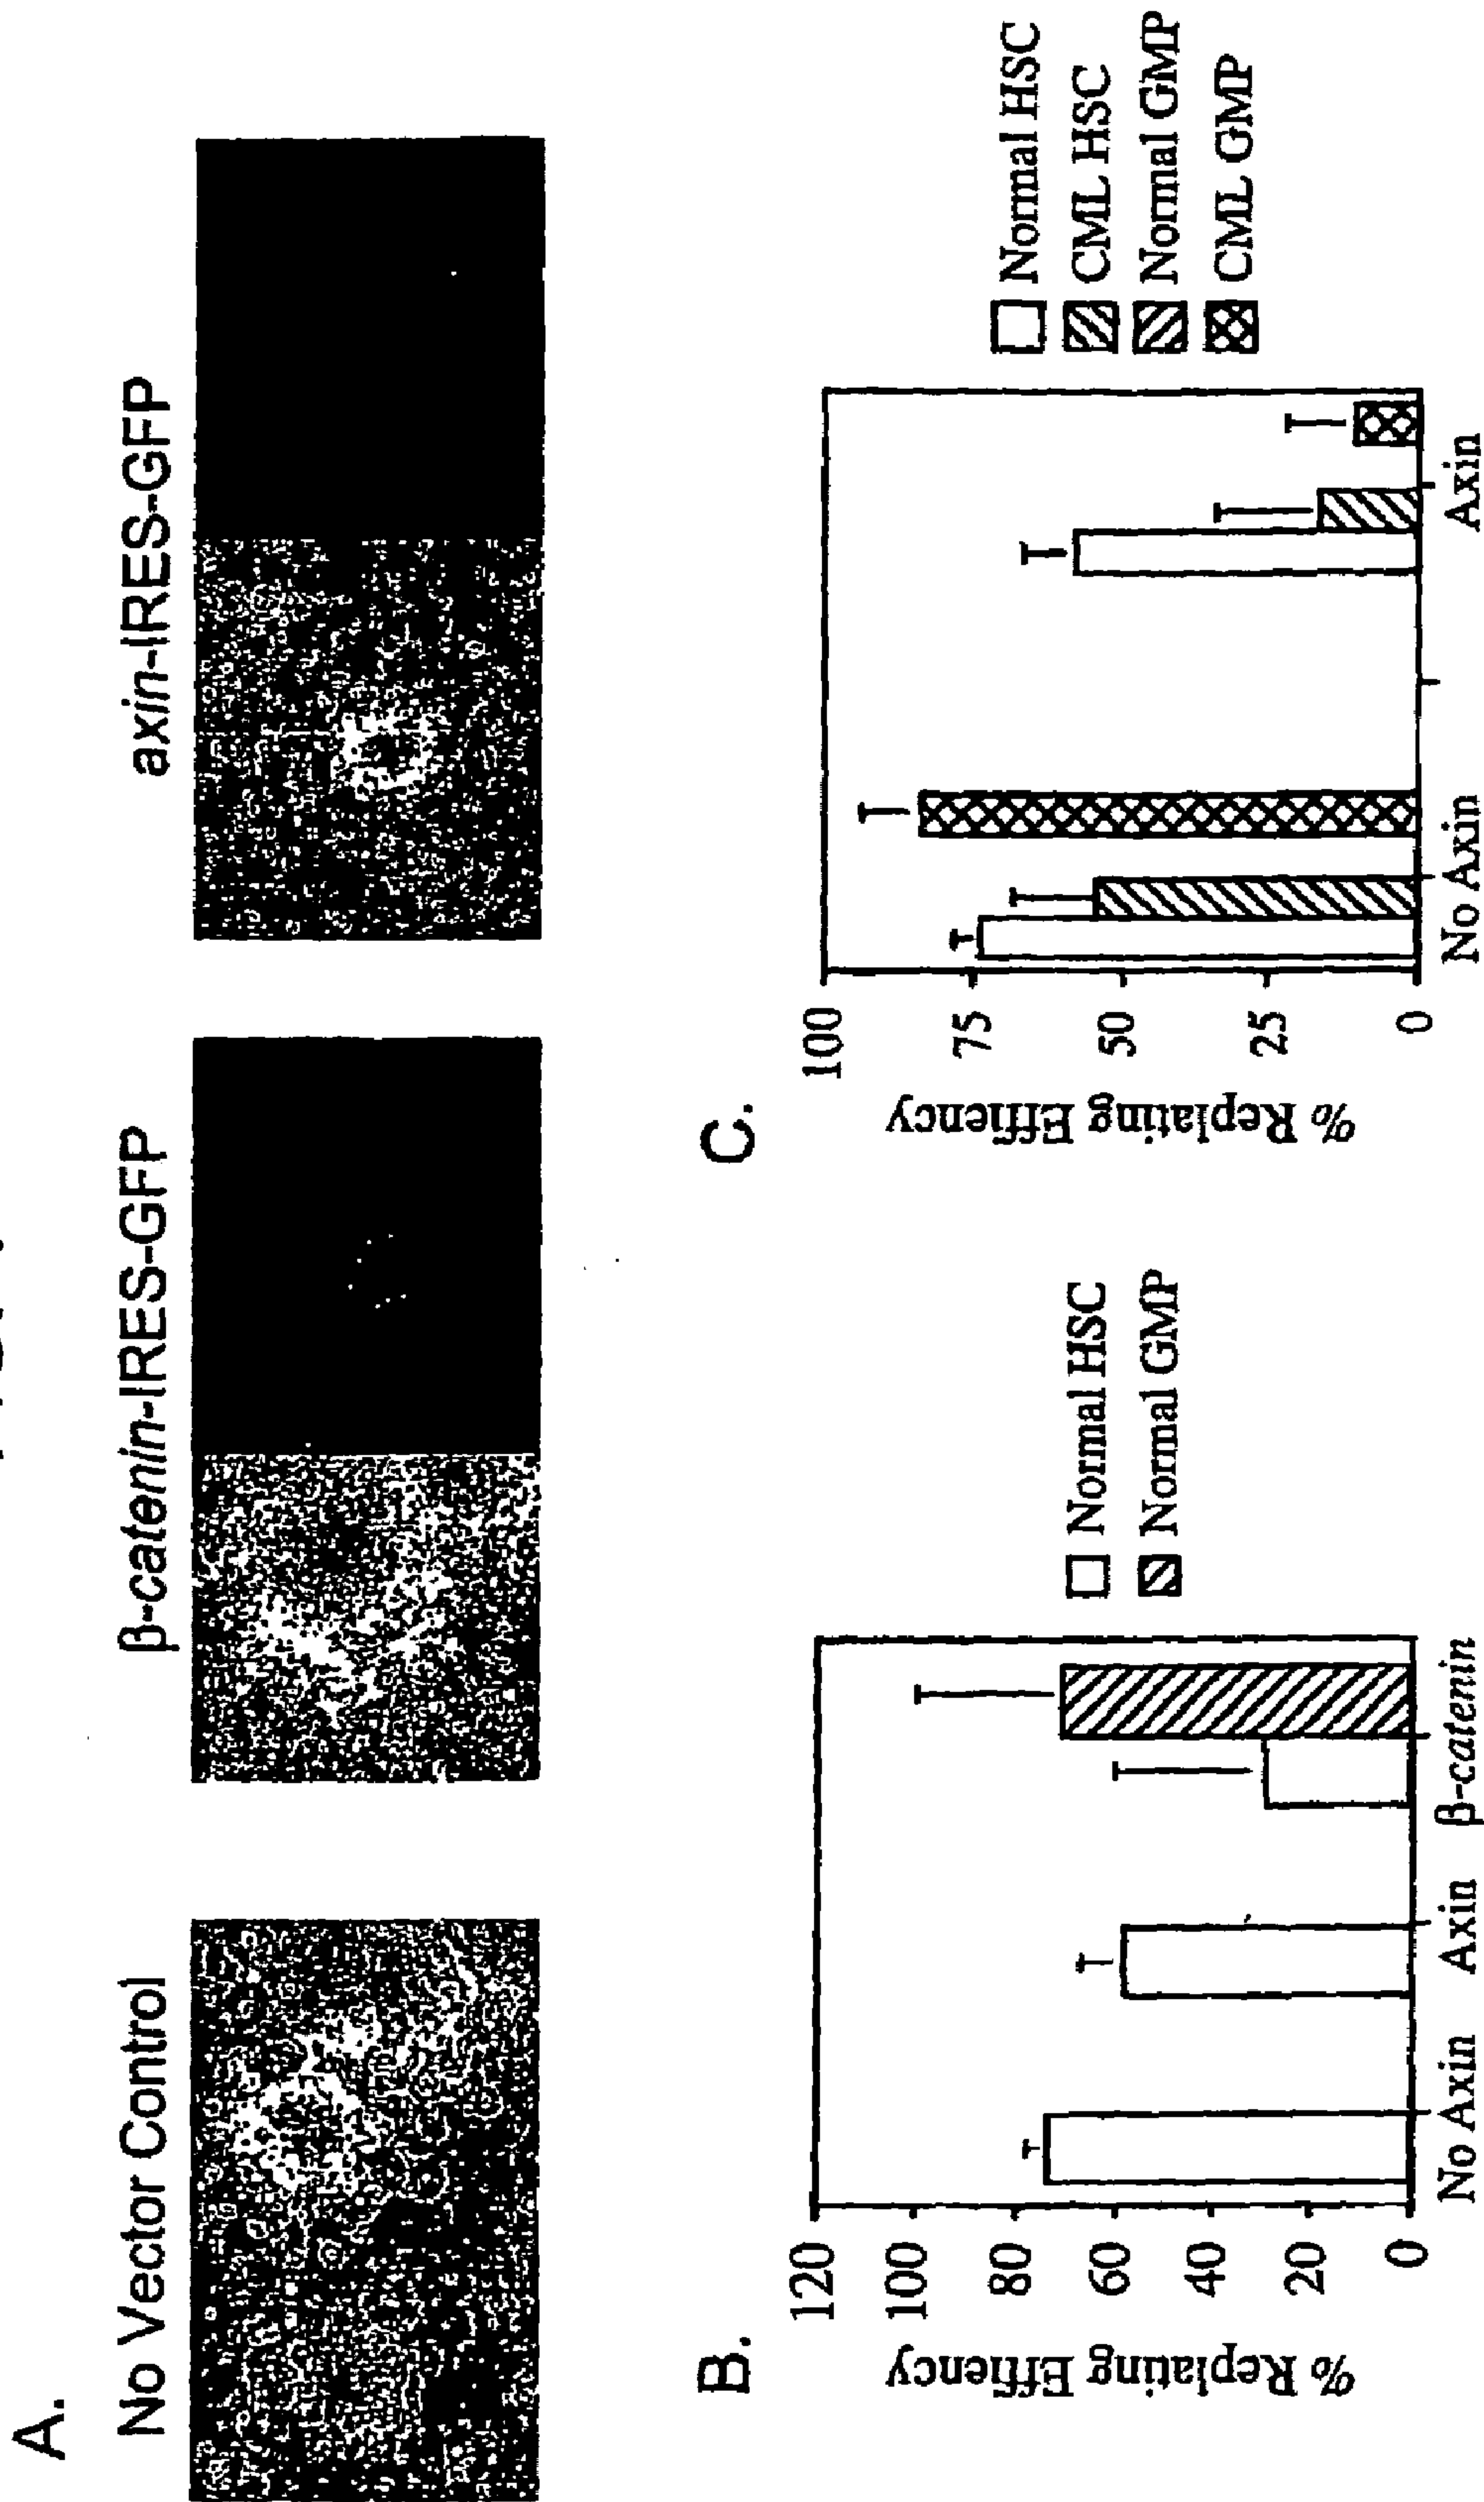 A.
No Vector Control
β-catenin-IRES-GFP
axin-IRES-GFP
B.
% Replating Effiency
120
100
80
60
40
20
0
No Axin
Axin
β-catenin
Normal HSC
Normal GMP
C.
% Replating Effiency
100
75
50
25
0
No Axin
Axin
Normal HSC
CML HSC
Normal GMP
CML GMP